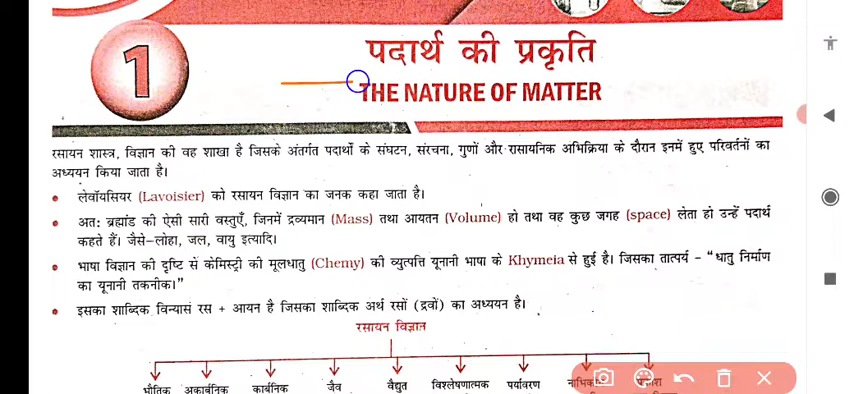 1
पदार्थ की प्रकृति
THE NATURE OF MATTER
रसायन शास्त्र, विज्ञान की वह शाखा है जिसके अंतर्गत पदार्थों के संघटन, संरचना, गुणों और रासायनिक अभिक्रिया के दौरान इनमें हुए परिवर्तनों का
अध्ययन किया जाता है।
• लेवॉयसियर (Lavoisier) को रसायन विज्ञान का जनक कहा जाता है।
• अतः ब्रह्मांड की ऐसी सारी वस्तुएँ, जिनमें द्रव्यमान (Mass) तथा आयतन (Volume) हो तथा वह कुछ जगह (space) लेता हो उन्हें पदार्थ
कहते हैं। जैसे–लोहा, जल, वायु इत्यादि।
• भाषा विज्ञान की दृष्टि से केमिस्ट्री की मूलधातु (Chemy) की व्युत्पत्ति यूनानी भाषा के Khymeia से हुई है। जिसका तात्पर्य – “धातु निर्माण
का यूनानी तकनीक।”
• इसका शाब्दिक विन्यास रस + आयन है जिसका शाब्दिक अर्थ रसों (द्रवों) का अध्ययन है।
रसायन विज्ञान
भौतिक अकार्बनिक कार्बनिक जैव वैद्युत विश्लेषणात्मक पर्यावरण